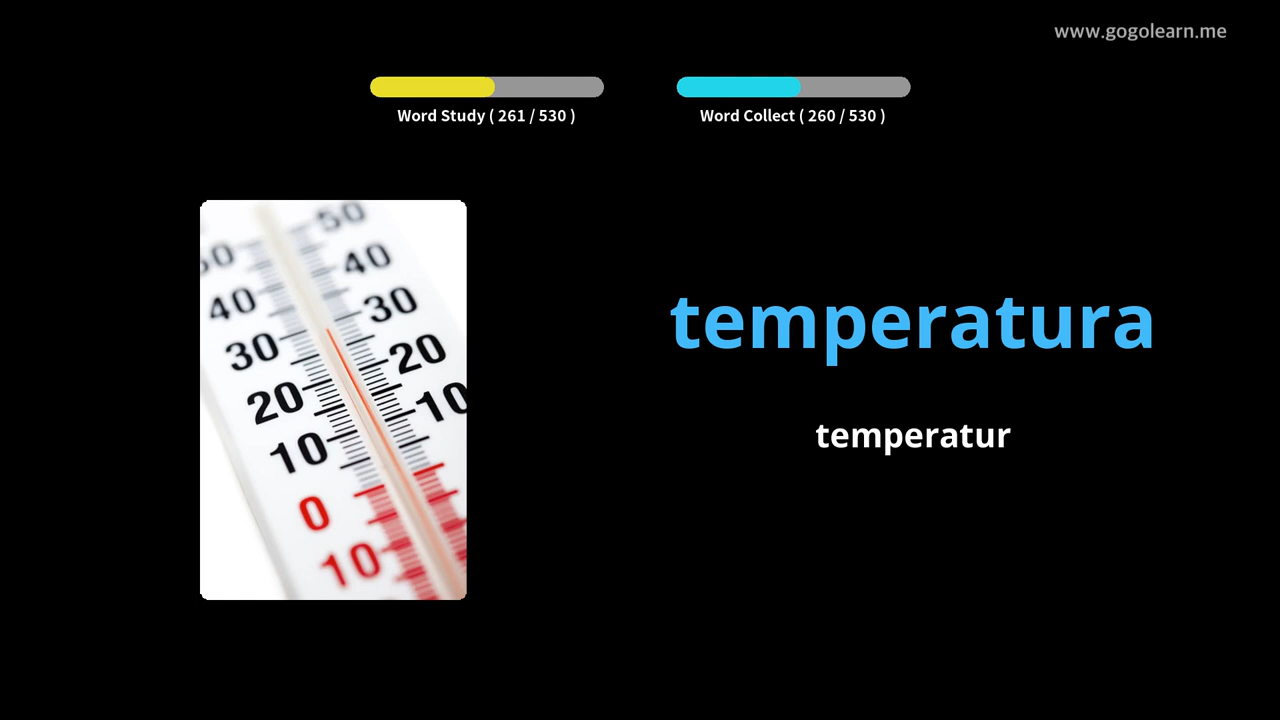 www.gogolearn.me
Word Study ( 261 / 530 )
Word Collect ( 260 / 530 )
50
40
40
30
30
20
20
10
10
0
10
temperatura
temperatur